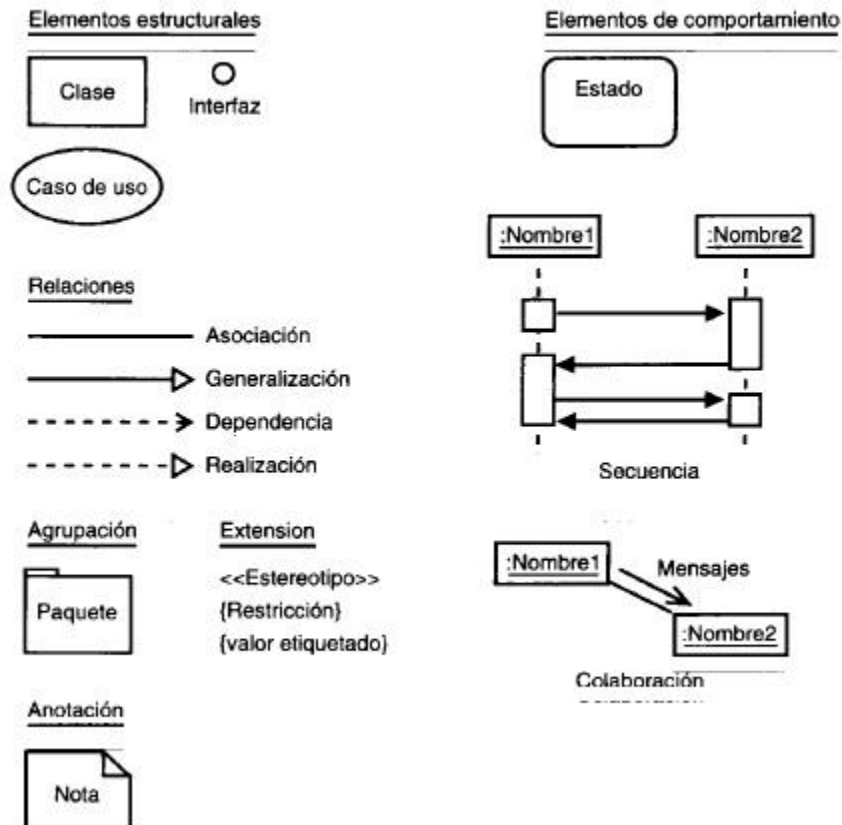 Elementos estructurales
Clase
Interfaz
Caso de uso
Relaciones
Asociación
Generalización
Dependencia
Realización
Agrupación
Paquete
Extension
<<Estereotipo>>
{Restricción}
{valor etiquetado}
Anotación
Nota
Elementos de comportamiento
Estado
:Nombre1
:Nombre2
Secuencia
:Nombre1
Mensajes
:Nombre2
Colaboración